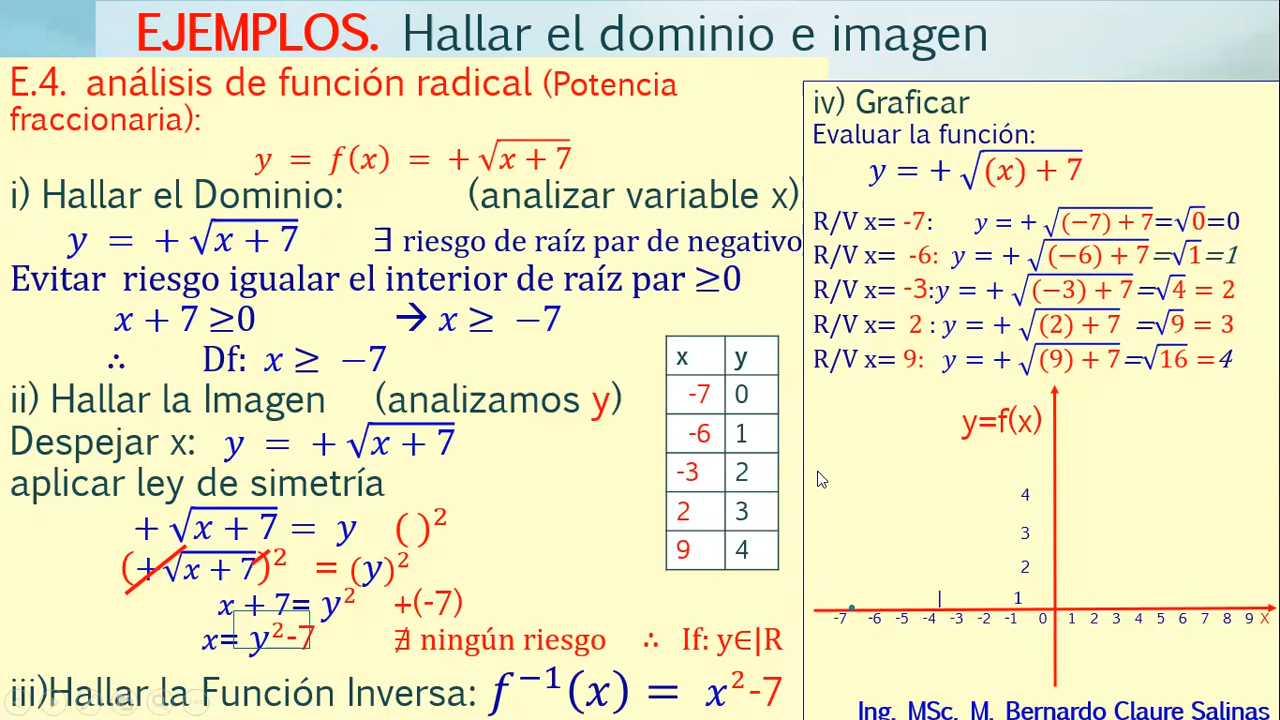 EJEMPLOS. Hallar el dominio e imagen
E.4. análisis de función radical (Potencia
fraccionaria):
y = f(x) = +√(x + 7)
i) Hallar el Dominio: (analizar variable x)
y = +√(x + 7) ∃ riesgo de raíz par de negativo
Evitar riesgo igualar el interior de raíz par ≥0
x + 7 ≥0 → x ≥ −7
∴ Df: x ≥ −7
ii) Hallar la Imagen (analizamos y)
Despejar x: y = +√(x + 7)
aplicar ley de simetría
+√(x + 7) = y ( )²
(+√(x + 7))² = (y)²
x + 7= y² +(-7)
x= y²-7 ∄ ningún riesgo ∴ If: y∈|R
iii)Hallar la Función Inversa: f⁻¹(x) = x²-7
x y
-7 0
-6 1
-3 2
2 3
9 4
iv) Graficar
Evaluar la función:
y = +√((x) + 7)
R/V x= -7: y = +√((−7) + 7)=√0=0
R/V x= -6: y = +√((−6) + 7)=√1=1
R/V x= -3:y = +√((−3) + 7)=√4 = 2
R/V x= 2 : y = +√((2) + 7) =√9 = 3
R/V x= 9: y = +√((9) + 7)=√16 =4
y=f(x)
4
3
2
1
-7 -6 -5 -4 -3 -2 -1 0 1 2 3 4 5 6 7 8 9 X
Ing. MSc. M. Bernardo Claure Salinas